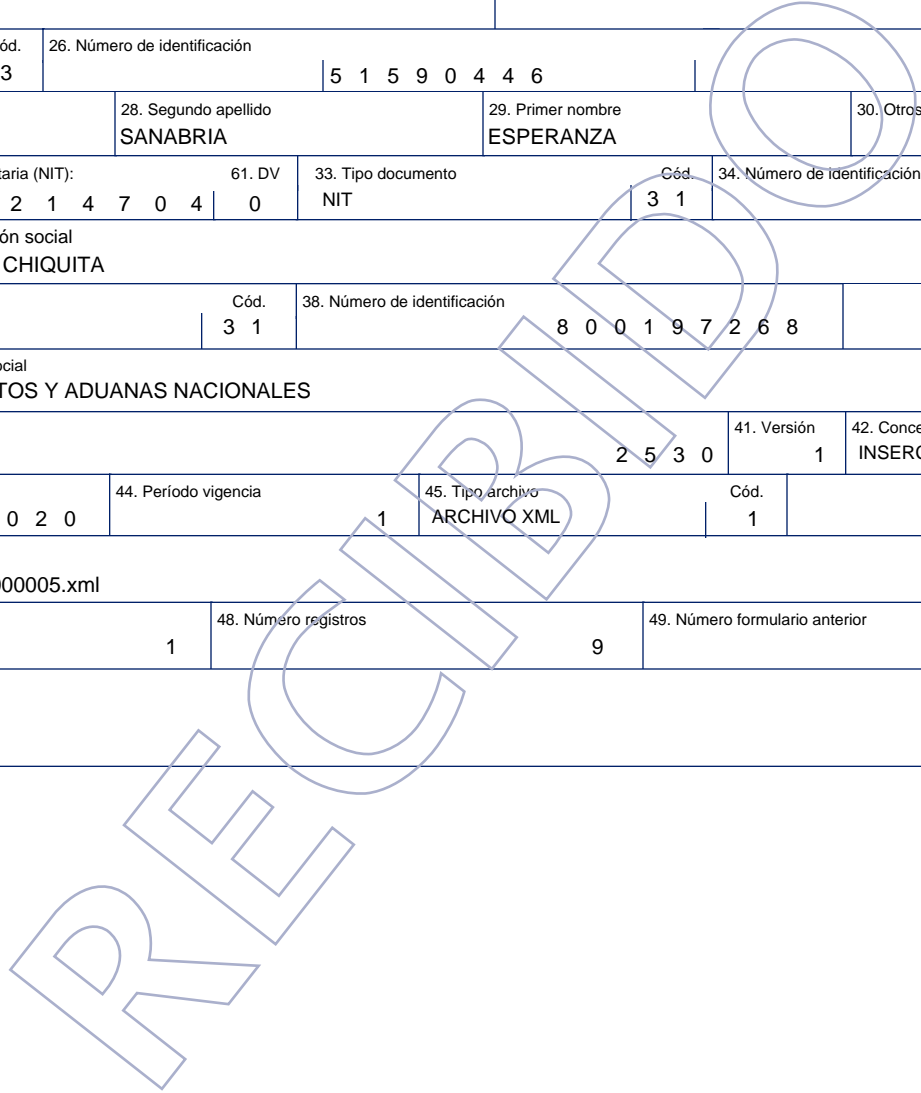 ód. 26. Número de identificación
3 5 1 5 9 0 4 4 6
28. Segundo apellido 29. Primer nombre 30. Otros
SANABRIA ESPERANZA
taria (NIT): 61. DV 33. Tipo documento Cód. 34. Número de identificación
2 1 4 7 0 4 0 NIT 3 1
ón social
CHIQUITA
Cód. 38. Número de identificación
3 1 8 0 0 1 9 7 2 6 8
ocial
TOS Y ADUANAS NACIONALES
41. Versión 42. Conce
2 5 3 0 1 INSERC
44. Período vigencia 45. Tipo archivo Cód.
0 2 0 1 ARCHIVO XML 1
000005.xml
48. Número registros 49. Número formulario anterior
1 9
RECIBIDO